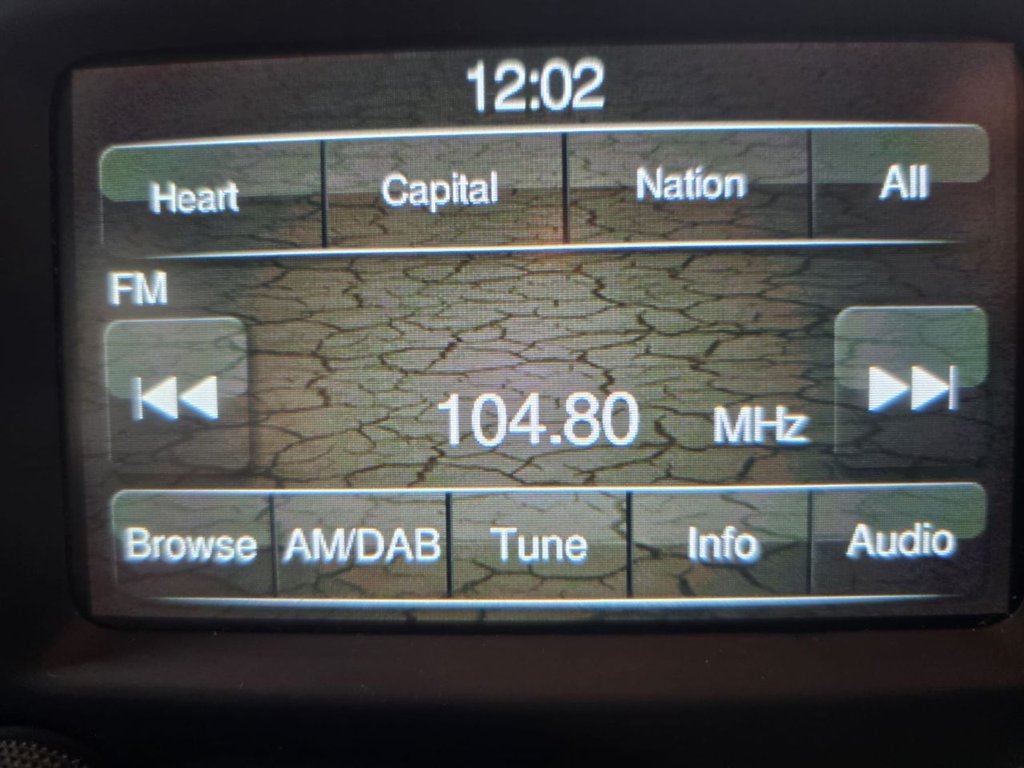 12:02
Heart Capital Nation All
FM
104.80 MHz
Browse AM/DAB Tune Info Audio